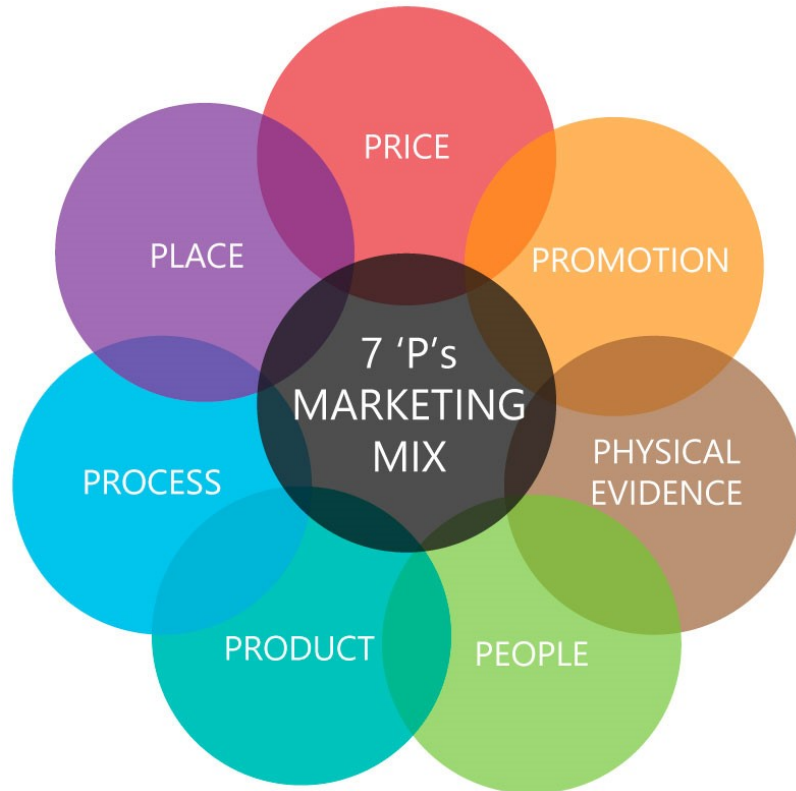 PRICE
PLACE
PROMOTION
7 ‘P’s
MARKETING
MIX
PHYSICAL
EVIDENCE
PROCESS
PRODUCT
PEOPLE